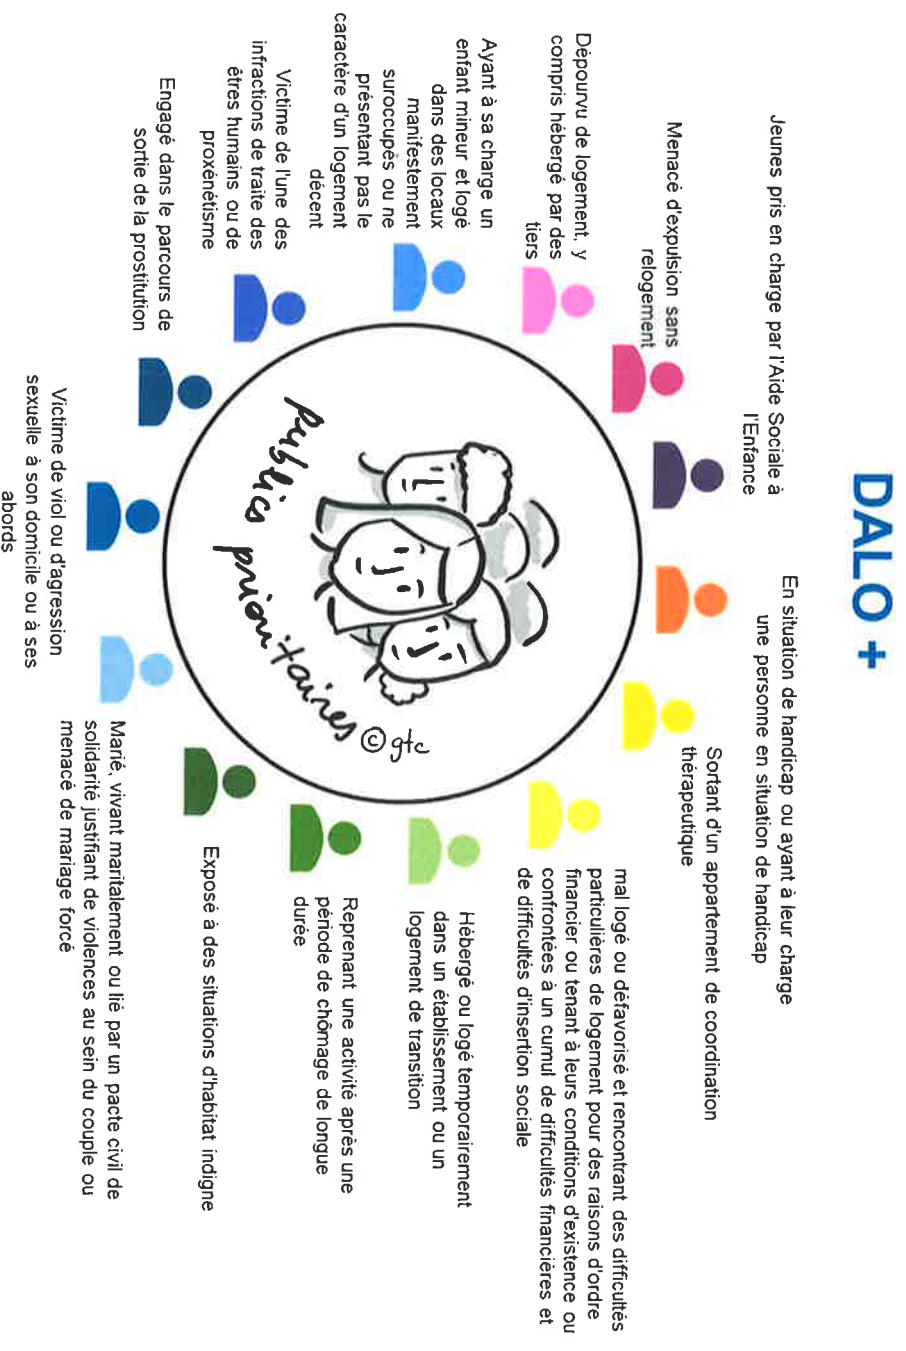 DALO +
En situation de handicap ou ayant à leur charge
une personne en situation de handicap
Sortant d'un appartement de coordination
thérapeutique
mal logé ou défavorisé et rencontrant des difficultés
particulières de logement pour des raisons d'ordre
financier ou tenant à leurs conditions d'existence ou
confrontées à un cumul de difficultés financières et
de difficultés d'insertion sociale
Hébergé ou logé temporairement
dans un établissement ou un
logement de transition
Reprenant une activité après une
période de chômage de longue
durée
Exposé à des situations d'habitat indigne
Marié, vivant maritalement ou lié par un pacte civil de
solidarité justifiant de violences au sein du couple ou
menacé de mariage forcé
Victime de viol ou d'agression
sexuelle à son domicile ou à ses
abords
Engagé dans le parcours de
sortie de la prostitution
Victime de l'une des
infractions de traite des
êtres humains ou de
proxénétisme
Ayant à sa charge un
enfant mineur et logé
dans des locaux
manifestement
suroccupés ou ne
présentant pas le
caractère d'un logement
décent
Dépourvu de logement, y
compris hébergé par des
tiers
Menacé d'expulsion sans
relogement
Jeunes pris en charge par l'Aide Sociale à
l'Enfance
publics prioritaires
© gtc